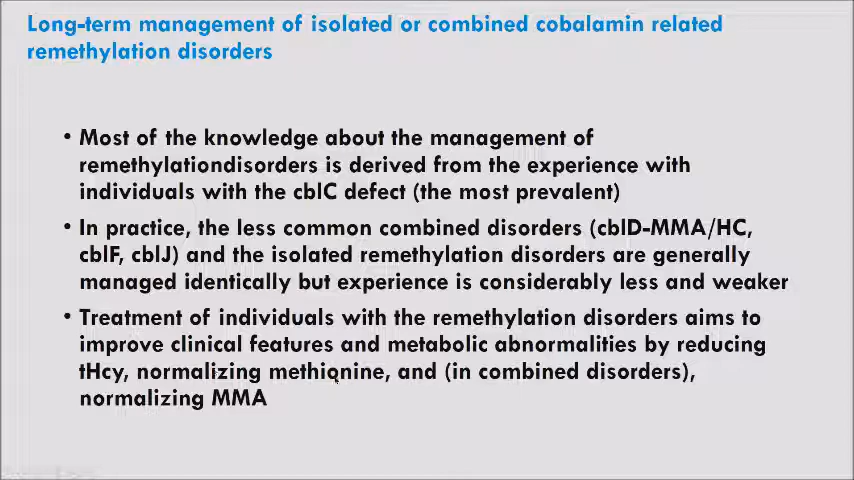 Long-term management of isolated or combined cobalamin related
remethylation disorders
• Most of the knowledge about the management of
remethylationdisorders is derived from the experience with
individuals with the cblC defect (the most prevalent)
• In practice, the less common combined disorders (cblD-MMA/HC,
cblF, cblJ) and the isolated remethylation disorders are generally
managed identically but experience is considerably less and weaker
• Treatment of individuals with the remethylation disorders aims to
improve clinical features and metabolic abnormalities by reducing
tHcy, normalizing methionine, and (in combined disorders),
normalizing MMA